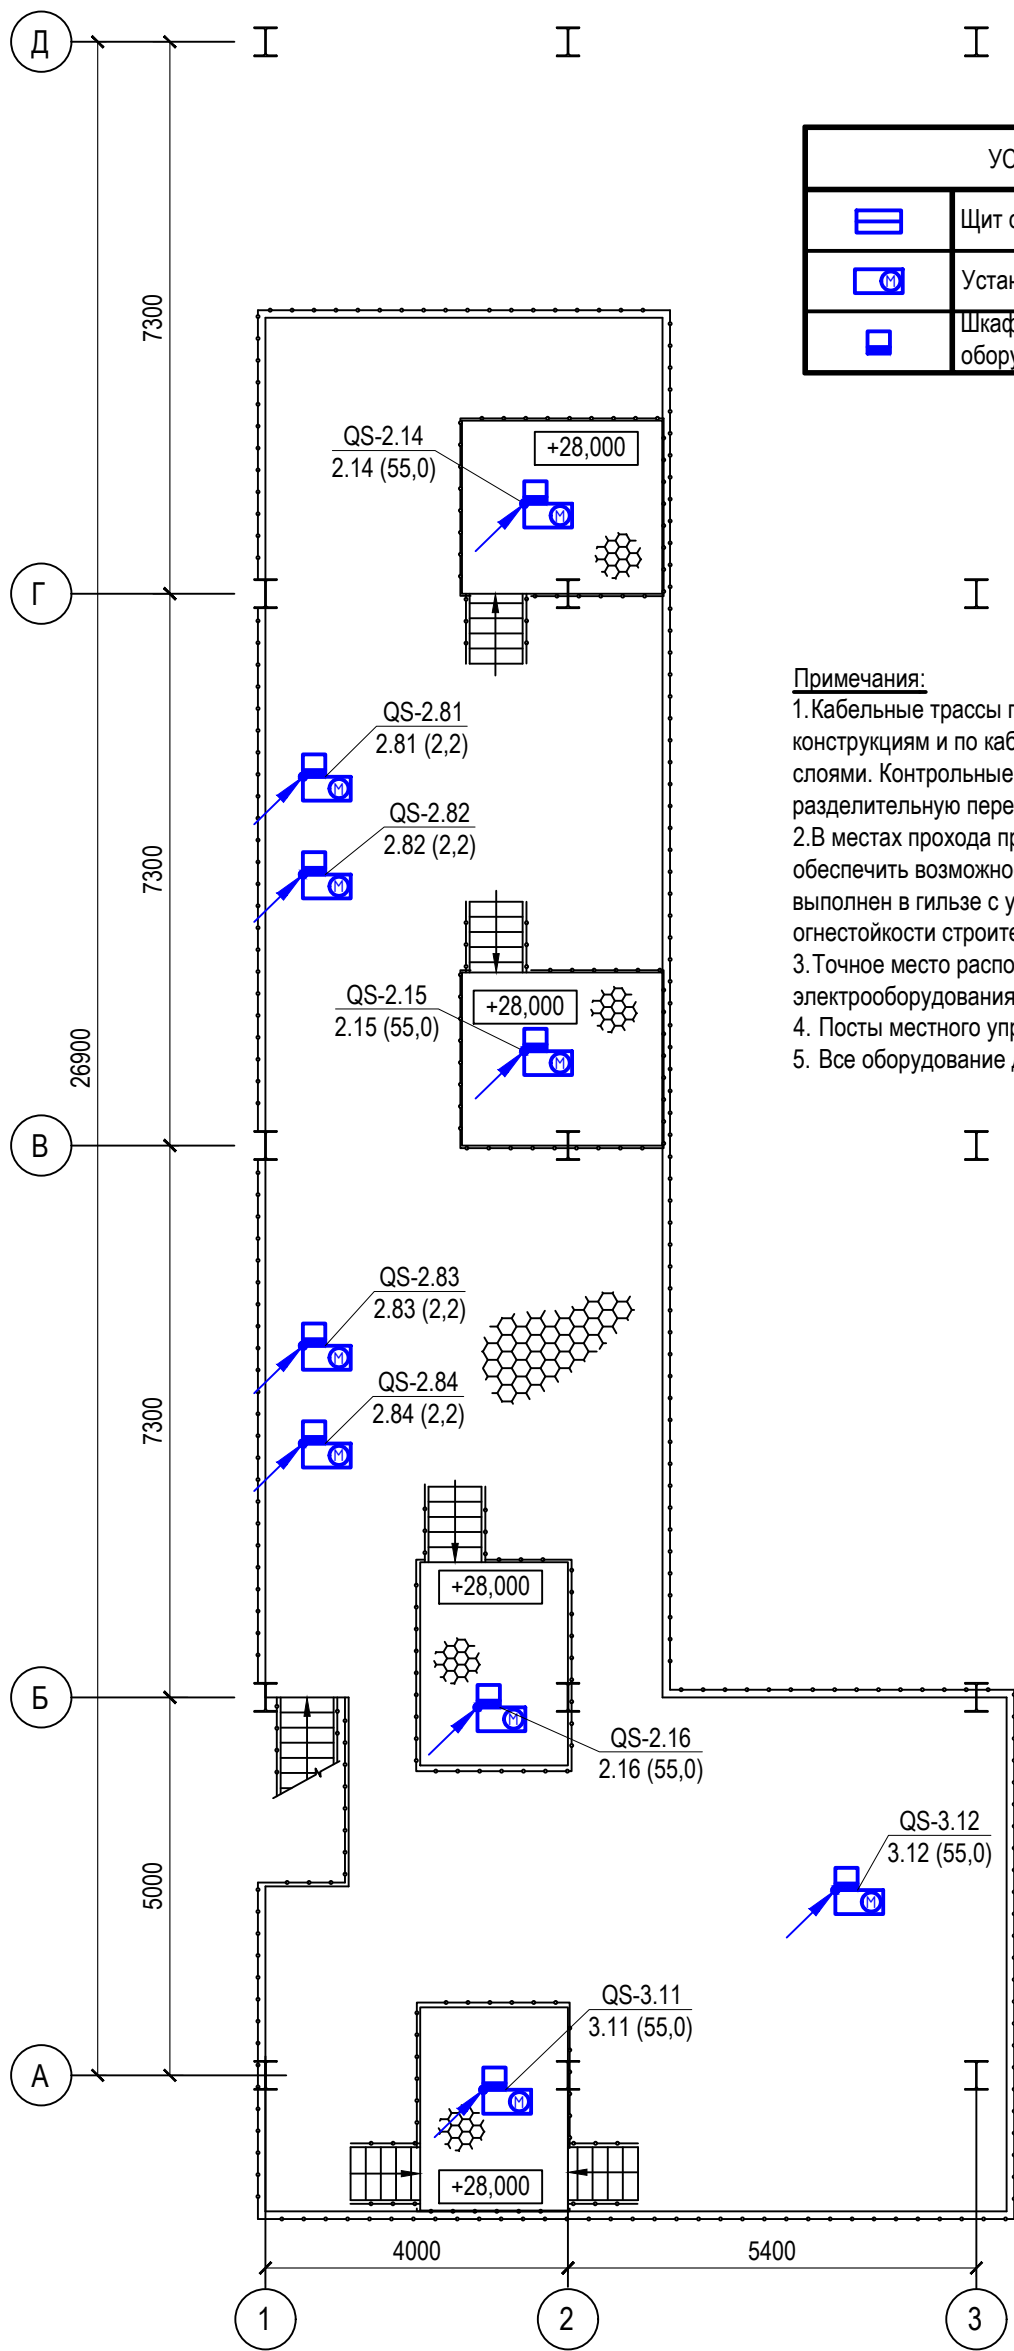 Д
УС
Щит о
Шкаф
обору
7300
QS-2.14
2.14 (55,0)
+28,000
Г
Примечания:
1.Кабельные трассы п
конструкциям и по каб
слоями. Контрольные
разделительную пере
2.В местах прохода пр
обеспечить возможно
выполнен в гильзе с у
огнестойкости строите
3.Точное место распо
электрооборудования
4. Посты местного упр
5. Все оборудование д
QS-2.81
2.81 (2,2)
QS-2.82
2.82 (2,2)
7300
26900
QS-2.15
2.15 (55,0)
+28,000
В
QS-2.83
2.83 (2,2)
QS-2.84
2.84 (2,2)
7300
+28,000
Б
QS-2.16
2.16 (55,0)
QS-3.12
3.12 (55,0)
5000
QS-3.11
3.11 (55,0)
А
+28,000
4000
5400
1
2
3
M
M
M
M
M
M
M
M
M
M